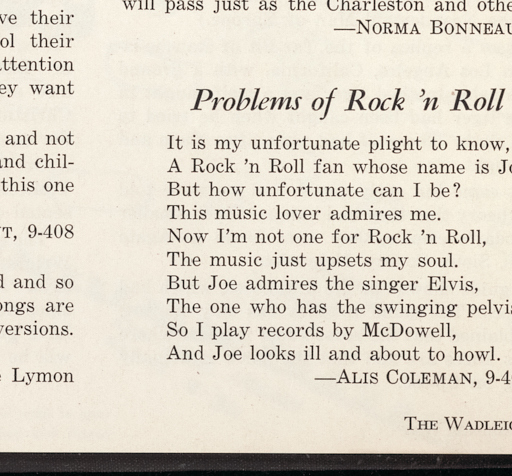 ve their
ol their
attention
ey want
and not
and chil-
this one
T, 9-408
d and so
ongs are
versions.
Lymon
will pass just as the Charleston and othe
—NORMA BONNEAU
Problems of Rock 'n Roll
It is my unfortunate plight to know,
A Rock 'n Roll fan whose name is Jo
But how unfortunate can I be?
This music lover admires me.
Now I'm not one for Rock 'n Roll,
The music just upsets my soul.
But Joe admires the singer Elvis,
The one who has the swinging pelvis
So I play records by McDowell,
And Joe looks ill and about to howl.
—ALIS COLEMAN, 9-4
THE WADLEIG